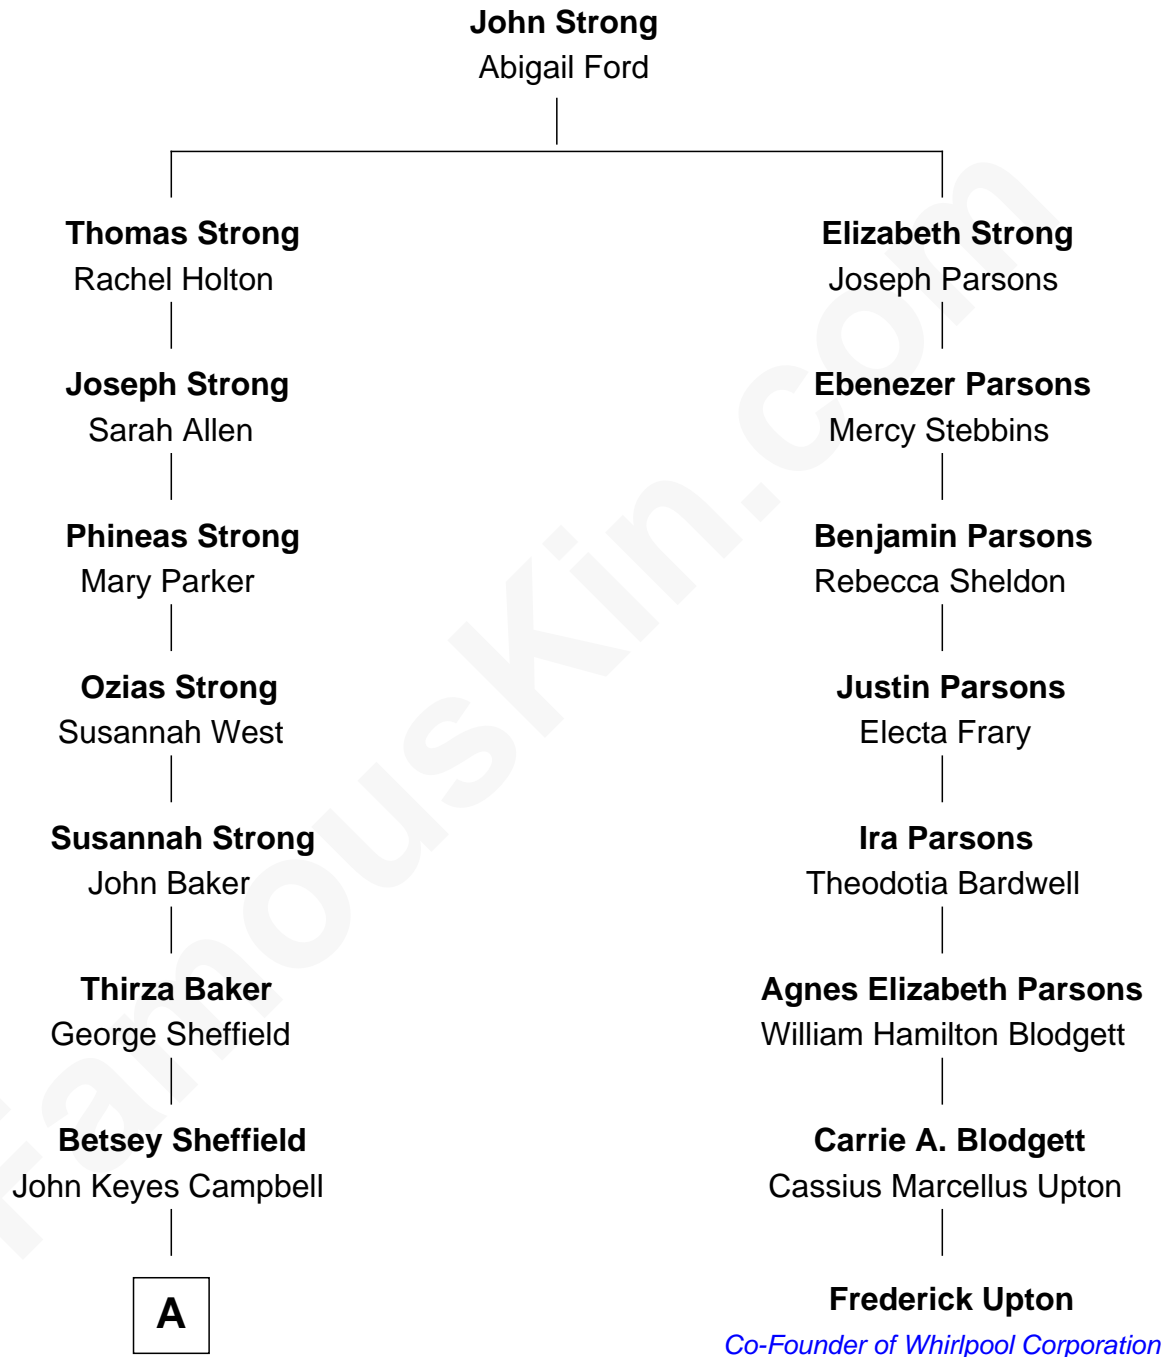 John Strong
Abigail Ford
Thomas Strong
Rachel Holton
Elizabeth Strong
Joseph Parsons
Joseph Strong
Sarah Allen
Ebenezer Parsons
Mercy Stebbins
Phineas Strong
Mary Parker
Benjamin Parsons
Rebecca Sheldon
Ozias Strong
Susannah West
Justin Parsons
Electa Frary
Susannah Strong
John Baker
Ira Parsons
Theodotia Bardwell
Thirza Baker
George Sheffield
Agnes Elizabeth Parsons
William Hamilton Blodgett
Betsey Sheffield
John Keyes Campbell
Carrie A. Blodgett
Cassius Marcellus Upton
A
Frederick Upton
Co-Founder of Whirlpool Corporation
FamousKin.com